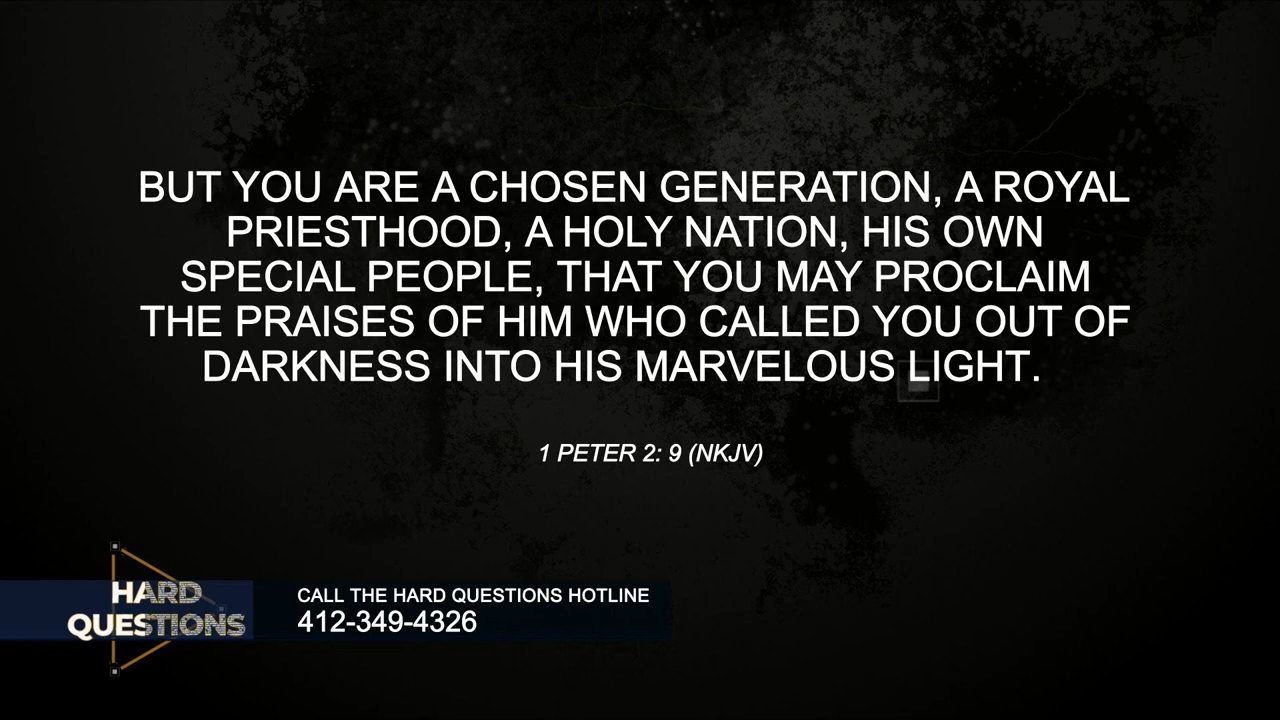 BUT YOU ARE A CHOSEN GENERATION, A ROYAL
PRIESTHOOD, A HOLY NATION, HIS OWN
SPECIAL PEOPLE, THAT YOU MAY PROCLAIM
THE PRAISES OF HIM WHO CALLED YOU OUT OF
DARKNESS INTO HIS MARVELOUS LIGHT.
1 PETER 2: 9 (NKJV)
HARD
QUESTIONS
CALL THE HARD QUESTIONS HOTLINE
412-349-4326